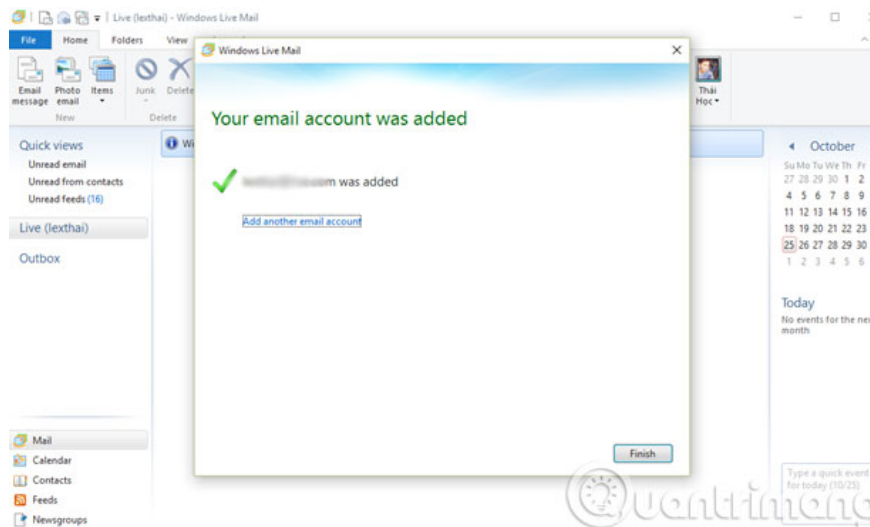 Live (lexthai) - Windows Live Mail
File Home Folders View
Email message
Photo email
Items
Junk
Delete
Thái Học
New
Delete
Windows Live Mail
Your email account was added
m was added
Add another email account
Finish
Quick views
Unread email
Unread from contacts
Unread feeds (16)
Live (lexthai)
Outbox
Mail
Calendar
Contacts
Feeds
Newsgroups
October
Su Mo Tu We Th Fr
27 28 29 30 1 2
4 5 6 7 8 9
11 12 13 14 15 16
18 19 20 21 22 23
25 26 27 28 29 30
1 2 3 4 5 6
Today
No events for the
month
Type a quick event
for today (10/25)
uantrimang